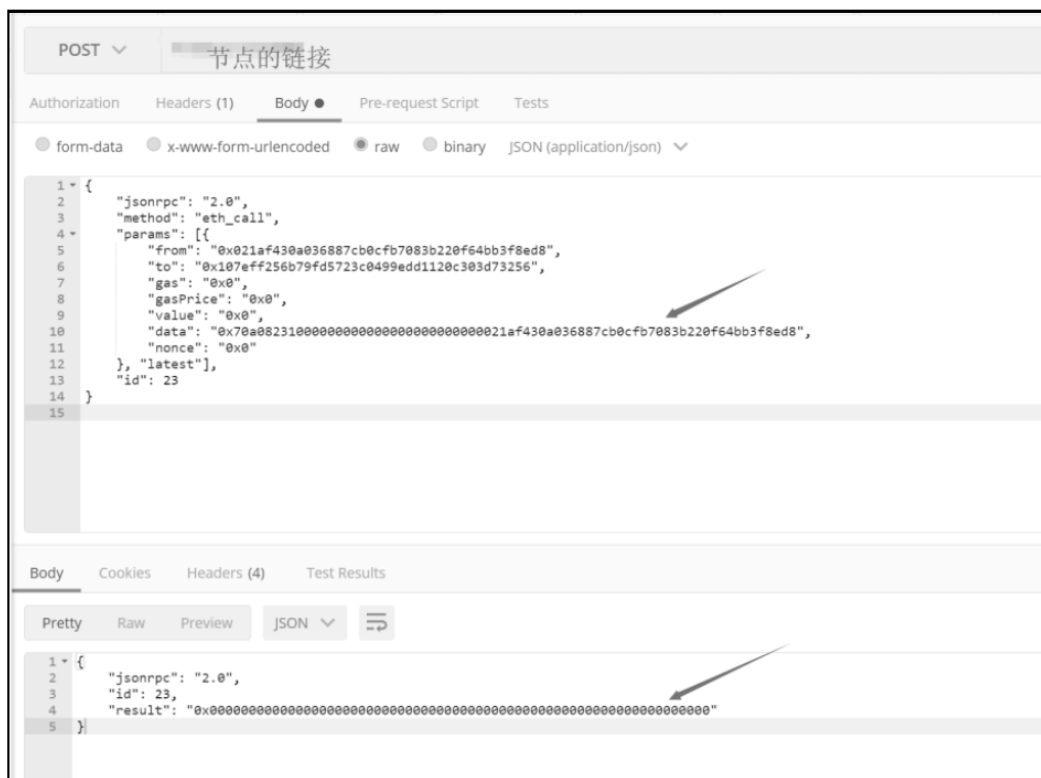 POST
节点的链接
Authorization Headers (1) Body Pre-request Script Tests
form-data x-www-form-urlencoded raw binary JSON (application/json)
1 {
2 "jsonrpc": "2.0",
3 "method": "eth_call",
4 "params": [{
5 "from": "0x021af430a036887cb0cfb7083b220f64bb3f8ed8",
6 "to": "0x107eff256b79fd5723c0499edd1120c303d73256",
7 "gas": "0x0",
8 "gasPrice": "0x0",
9 "value": "0x0",
10 "data": "0x70a08231000000000000000000000000021af430a036887cb0cfb7083b220f64bb3f8ed8",
11 "nonce": "0x0"
12 }, "latest"],
13 "id": 23
14 }
15
Body Cookies Headers (4) Test Results
Pretty Raw Preview JSON
1 {
2 "jsonrpc": "2.0",
3 "id": 23,
4 "result": "0x0000000000000000000000000000000000000000000000000000000000000000"
5 }